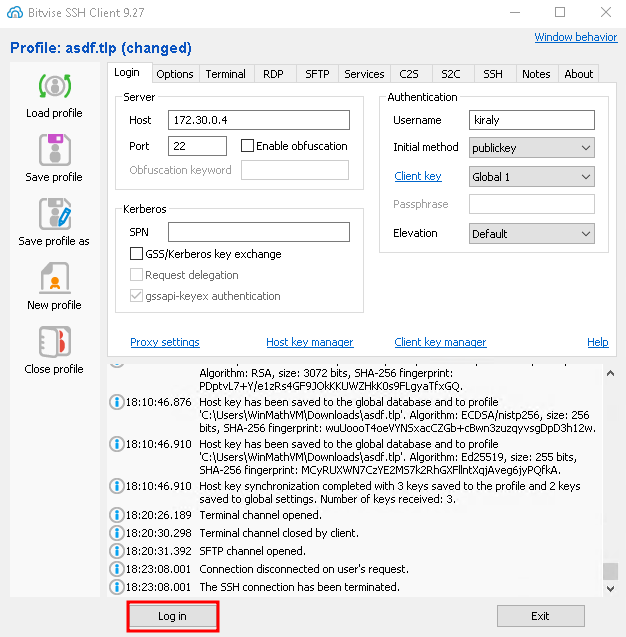 Bitvise SSH Client 9.27
Window behavior
Profile: asdf.tlp (changed)
Load profile
Save profile
Save profile as
New profile
Close profile
Login Options Terminal RDP SFTP Services C2S S2C SSH Notes About
Server
Host 172.30.0.4
Port 22 Enable obfuscation
Obfuscation keyword
Kerberos
SPN
GSS/Kerberos key exchange
Request delegation
gssapi-keyex authentication
Authentication
Username kiraly
Initial method publickey
Client key Global 1
Passphrase
Elevation Default
Proxy settings Host key manager Client key manager Help
Algorithm: RSA, size: 3072 bits, SHA-256 fingerprint:
PDptvL7+Y/e1zRs4GF9JOkKKUWZHkK0s9FLgyaTfxGQ.
18:10:46.876 Host key has been saved to the global database and to profile
'C:\Users\WinMathVM\Downloads\asdf.tlp'. Algorithm: ECDSA/nistp256, size: 256
bits, SHA-256 fingerprint: wuUoooT4oeVYNSxacCZGb+cBwn3zuzqyvsgDpD3h12w.
18:10:46.910 Host key has been saved to the global database and to profile
'C:\Users\WinMathVM\Downloads\asdf.tlp'. Algorithm: Ed25519, size: 255 bits,
SHA-256 fingerprint: MCyRUXWN7CzYE2MS7k2RhGXFllntXqjAveg6jyPQfkA.
18:10:46.910 Host key synchronization completed with 3 keys saved to the profile and 2 keys
saved to global settings. Number of keys received: 3.
18:20:26.189 Terminal channel opened.
18:20:30.298 Terminal channel closed by client.
18:20:31.392 SFTP channel opened.
18:23:08.001 Connection disconnected on user's request.
18:23:08.001 The SSH connection has been terminated.
Log in Exit